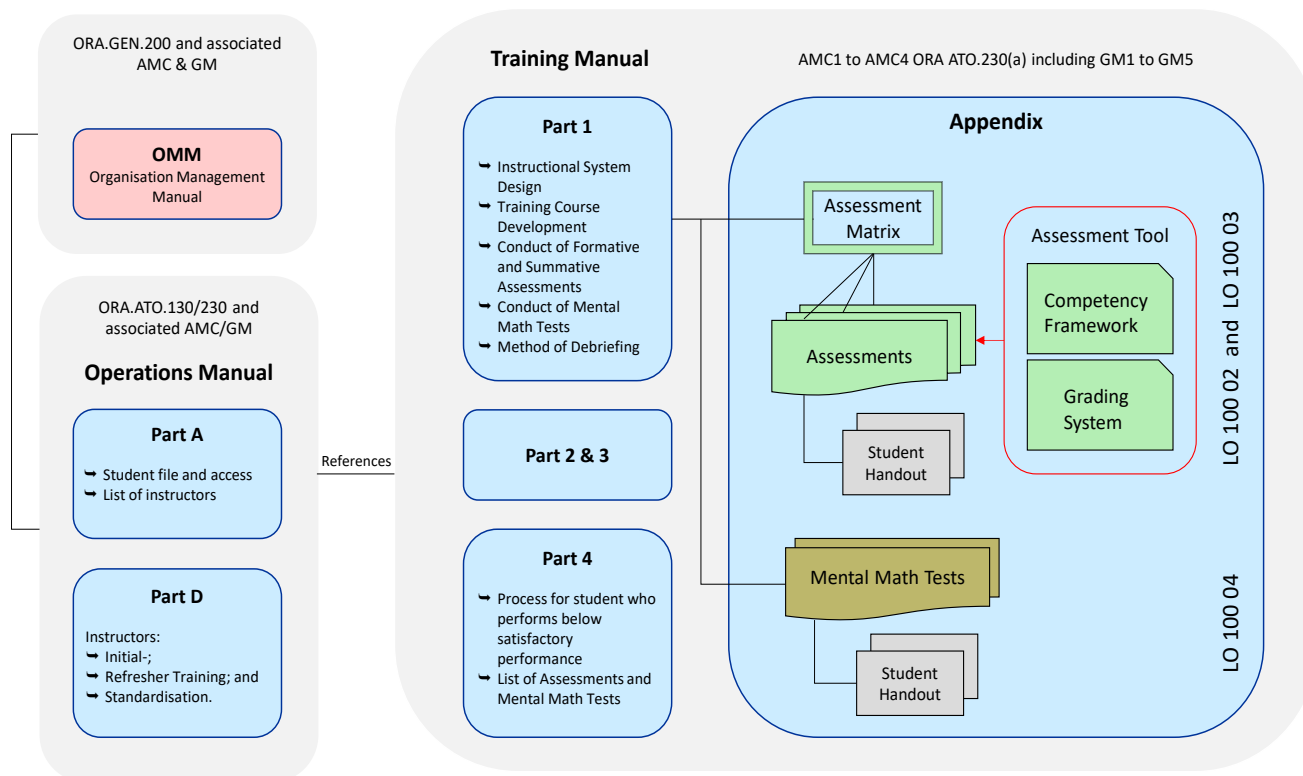 ORA.GEN.200 and associated
AMC & GM
OMM
Organisation Management
Manual
ORA.ATO.130/230 and
associated AMC/GM
Operations Manual
Part A
➥ Student file and access
➥ List of instructors
Part D
Instructors:
➥ Initial-;
➥ Refresher Training; and
➥ Standardisation.
References
Training Manual
AMC1 to AMC4 ORA ATO.230(a) including GM1 to GM5
Part 1
➥ Instructional System
Design
➥ Training Course
Development
➥ Conduct of Formative
and Summative
Assessments
➥ Conduct of Mental
Math Tests
➥ Method of Debriefing
Part 2 & 3
Part 4
➥ Process for student who
performs below
satisfactory
performance
➥ List of Assessments and
Mental Math Tests
Appendix
Assessment
Matrix
Assessments
Student
Handout
Assessment Tool
Competency
Framework
Grading
System
LO 100 02 and LO 100 03
Mental Math Tests
Student
Handout
LO 100 04